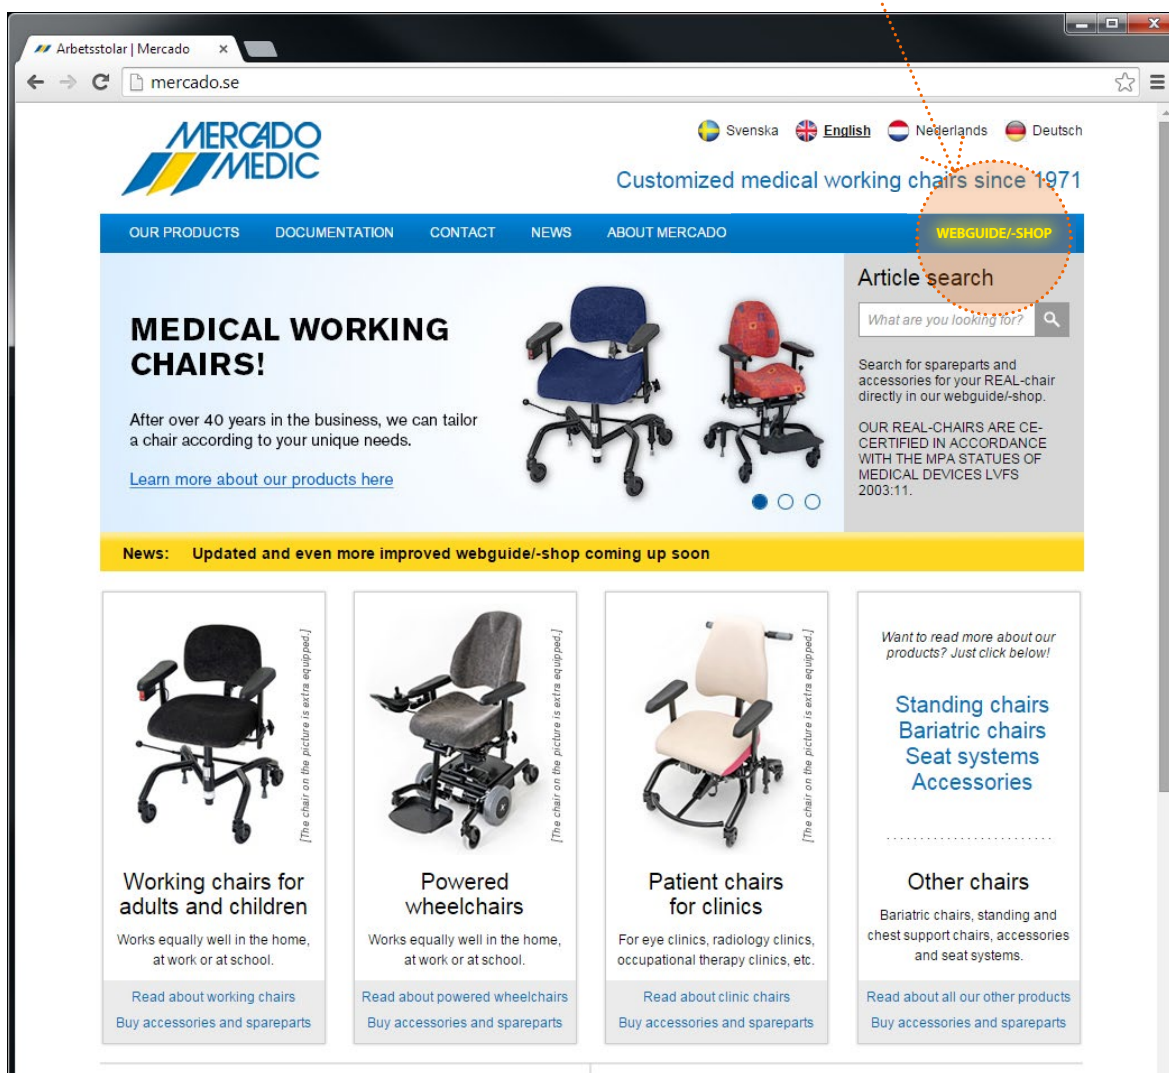 Arbetsstolar | Mercado
mercado.se
MERCADO
MEDIC
Svenska English Nederlands Deutsch
Customized medical working chairs since 1971
OUR PRODUCTS DOCUMENTATION CONTACT NEWS ABOUT MERCADO WEBGUIDE/-SHOP
MEDICAL WORKING
CHAIRS!
After over 40 years in the business, we can tailor
a chair according to your unique needs.
Learn more about our products here
Article search
What are you looking for?
Search for spareparts and
accessories for your REAL-chair
directly in our webguide/-shop.
OUR REAL-CHAIRS ARE CE-
CERTIFIED IN ACCORDANCE
WITH THE MPA STATUES OF
MEDICAL DEVICES LVFS
2003:11.
News: Updated and even more improved webguide/-shop coming up soon
[The chair on the picture is extra equipped.]
Working chairs for
adults and children
Works equally well in the home,
at work or at school.
Read about working chairs
Buy accessories and spareparts
[The chair on the picture is extra equipped.]
Powered
wheelchairs
Works equally well in the home,
at work or at school.
Read about powered wheelchairs
Buy accessories and spareparts
[The chair on the picture is extra equipped.]
Patient chairs
for clinics
For eye clinics, radiology clinics,
occupational therapy clinics, etc.
Read about clinic chairs
Buy accessories and spareparts
Want to read more about our
products? Just click below!
Standing chairs
Bariatric chairs
Seat systems
Accessories
Other chairs
Bariatric chairs, standing and
chest support chairs, accessories
and seat systems.
Read about all our other products
Buy accessories and spareparts